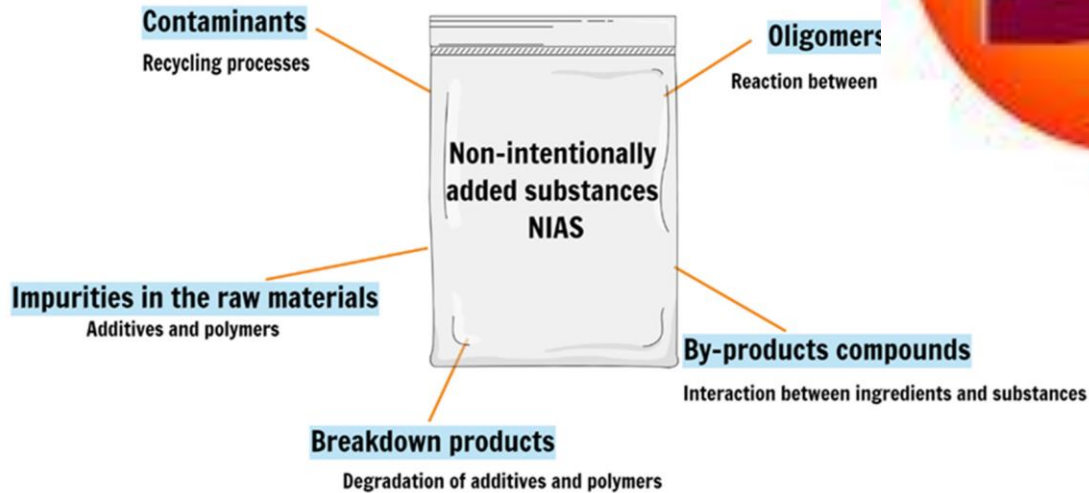 Contaminants
Recycling processes
Oligomers
Reaction between
Non-intentionally
added substances
NIAS
Impurities in the raw materials
Additives and polymers
By-products compounds
Interaction between ingredients and substances
Breakdown products
Degradation of additives and polymers